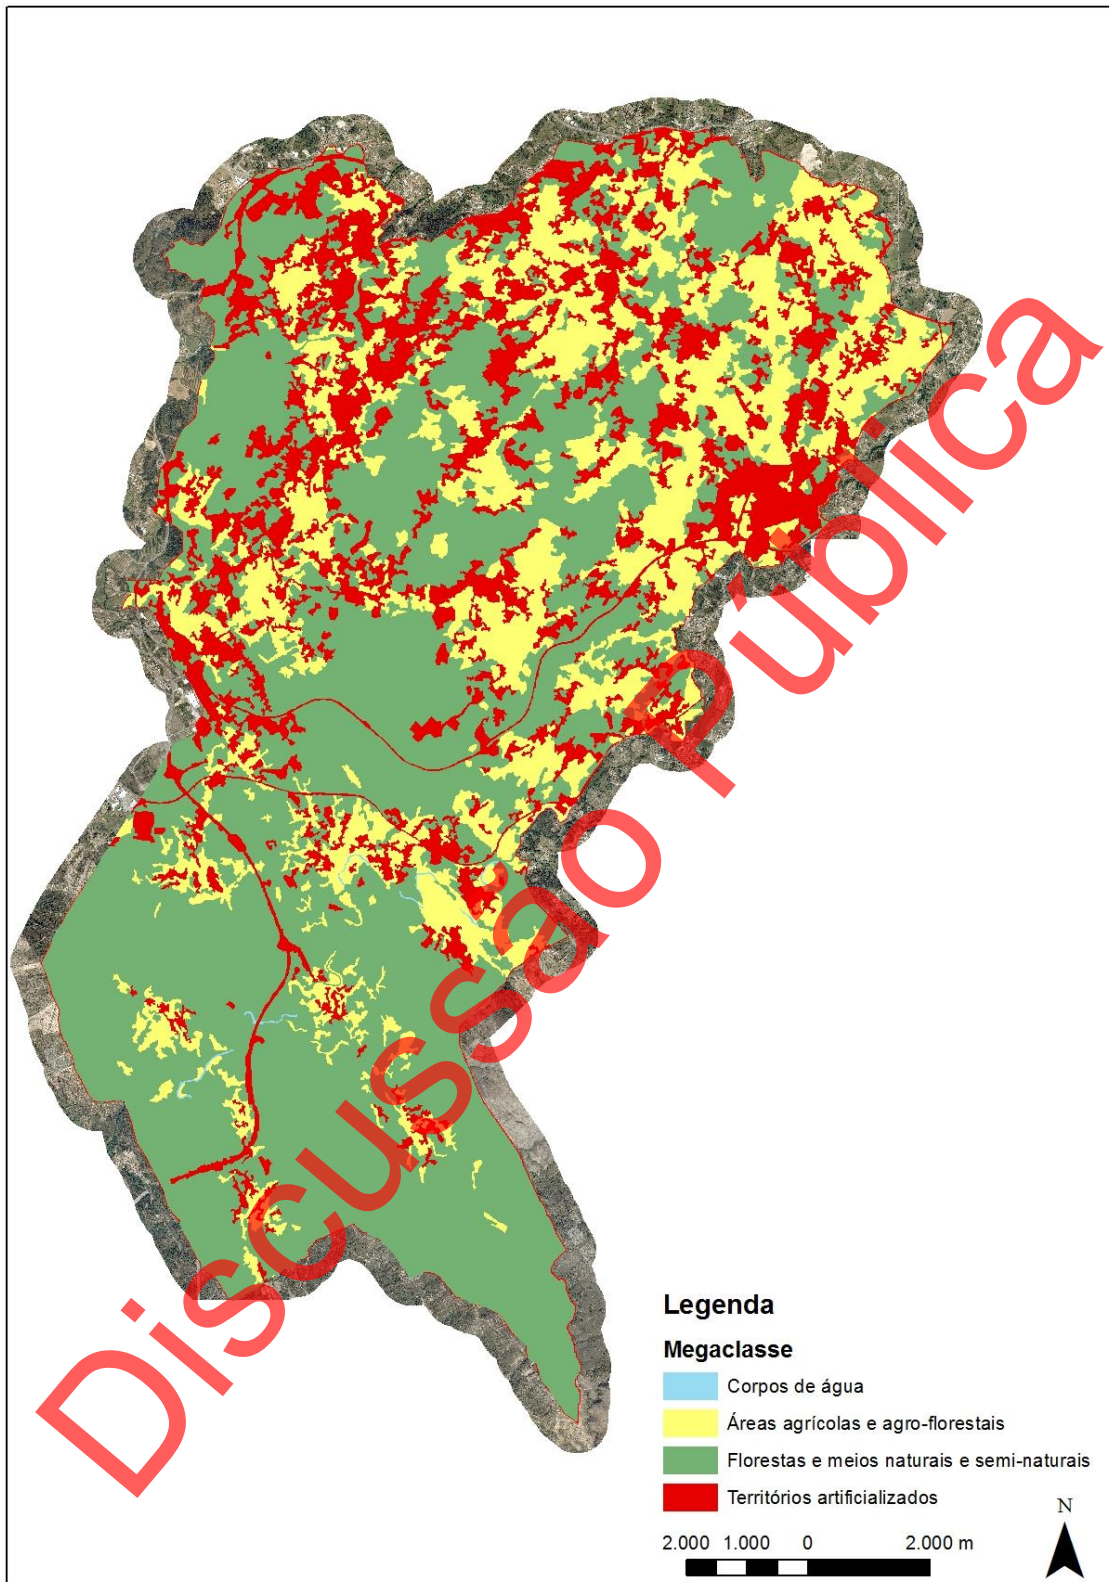 Discussão Pública
Legenda
Megaclasse
Corpos de água
Áreas agrícolas e agro-florestais
Florestas e meios naturais e semi-naturais
Territórios artificializados
N
2.000 1.000 0 2.000 m